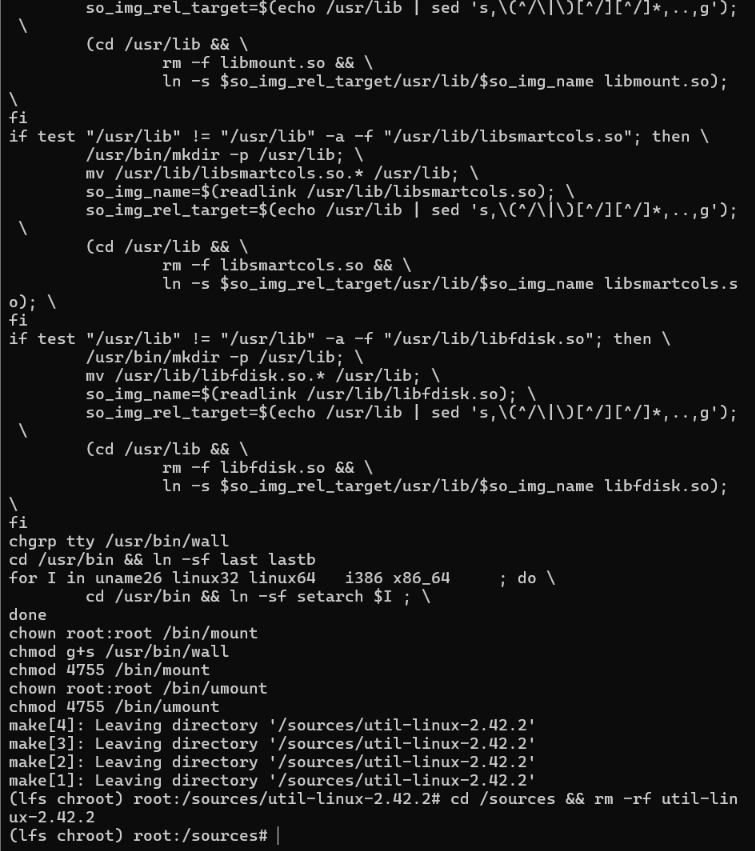 so_img_rel_target=$(echo /usr/lib | sed 's,\(^/\|\)[^/][^/]*,..,g');
 \
        (cd /usr/lib && \
                rm -f libmount.so && \
                ln -s $so_img_rel_target/usr/lib/$so_img_name libmount.so);
\
fi
if test "/usr/lib" != "/usr/lib" -a -f "/usr/lib/libsmartcols.so"; then \
        /usr/bin/mkdir -p /usr/lib; \
        mv /usr/lib/libsmartcols.so.* /usr/lib; \
        so_img_name=$(readlink /usr/lib/libsmartcols.so); \
        so_img_rel_target=$(echo /usr/lib | sed 's,\(^/\|\)[^/][^/]*,..,g');
 \
        (cd /usr/lib && \
                rm -f libsmartcols.so && \
                ln -s $so_img_rel_target/usr/lib/$so_img_name libsmartcols.s
o); \
fi
if test "/usr/lib" != "/usr/lib" -a -f "/usr/lib/libfdisk.so"; then \
        /usr/bin/mkdir -p /usr/lib; \
        mv /usr/lib/libfdisk.so.* /usr/lib; \
        so_img_name=$(readlink /usr/lib/libfdisk.so); \
        so_img_rel_target=$(echo /usr/lib | sed 's,\(^/\|\)[^/][^/]*,..,g');
 \
        (cd /usr/lib && \
                rm -f libfdisk.so && \
                ln -s $so_img_rel_target/usr/lib/$so_img_name libfdisk.so);
\
fi
chgrp tty /usr/bin/wall
cd /usr/bin && ln -sf last lastb
for I in uname26 linux32 linux64   i386 x86_64     ; do \
        cd /usr/bin && ln -sf setarch $I ; \
done
chown root:root /bin/mount
chmod g+s /usr/bin/wall
chmod 4755 /bin/mount
chown root:root /bin/umount
chmod 4755 /bin/umount
make[4]: Leaving directory '/sources/util-linux-2.42.2'
make[3]: Leaving directory '/sources/util-linux-2.42.2'
make[2]: Leaving directory '/sources/util-linux-2.42.2'
make[1]: Leaving directory '/sources/util-linux-2.42.2'
(lfs chroot) root:/sources/util-linux-2.42.2# cd /sources && rm -rf util-lin
ux-2.42.2
(lfs chroot) root:/sources#